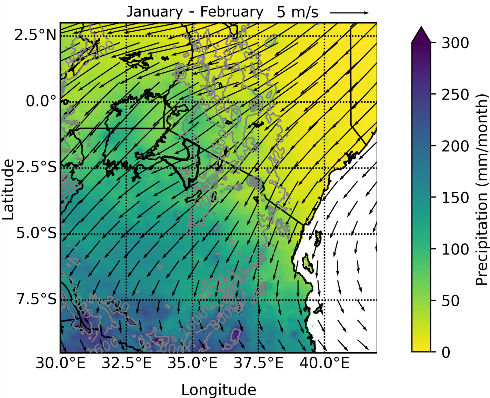 January - February 5 m/s
2.5°N
0.0°
2.5°S
5.0°S
7.5°S
30.0°E 32.5°E 35.0°E 37.5°E 40.0°E
Longitude
Latitude
300
250
200
150
100
50
0
Precipitation (mm/month)